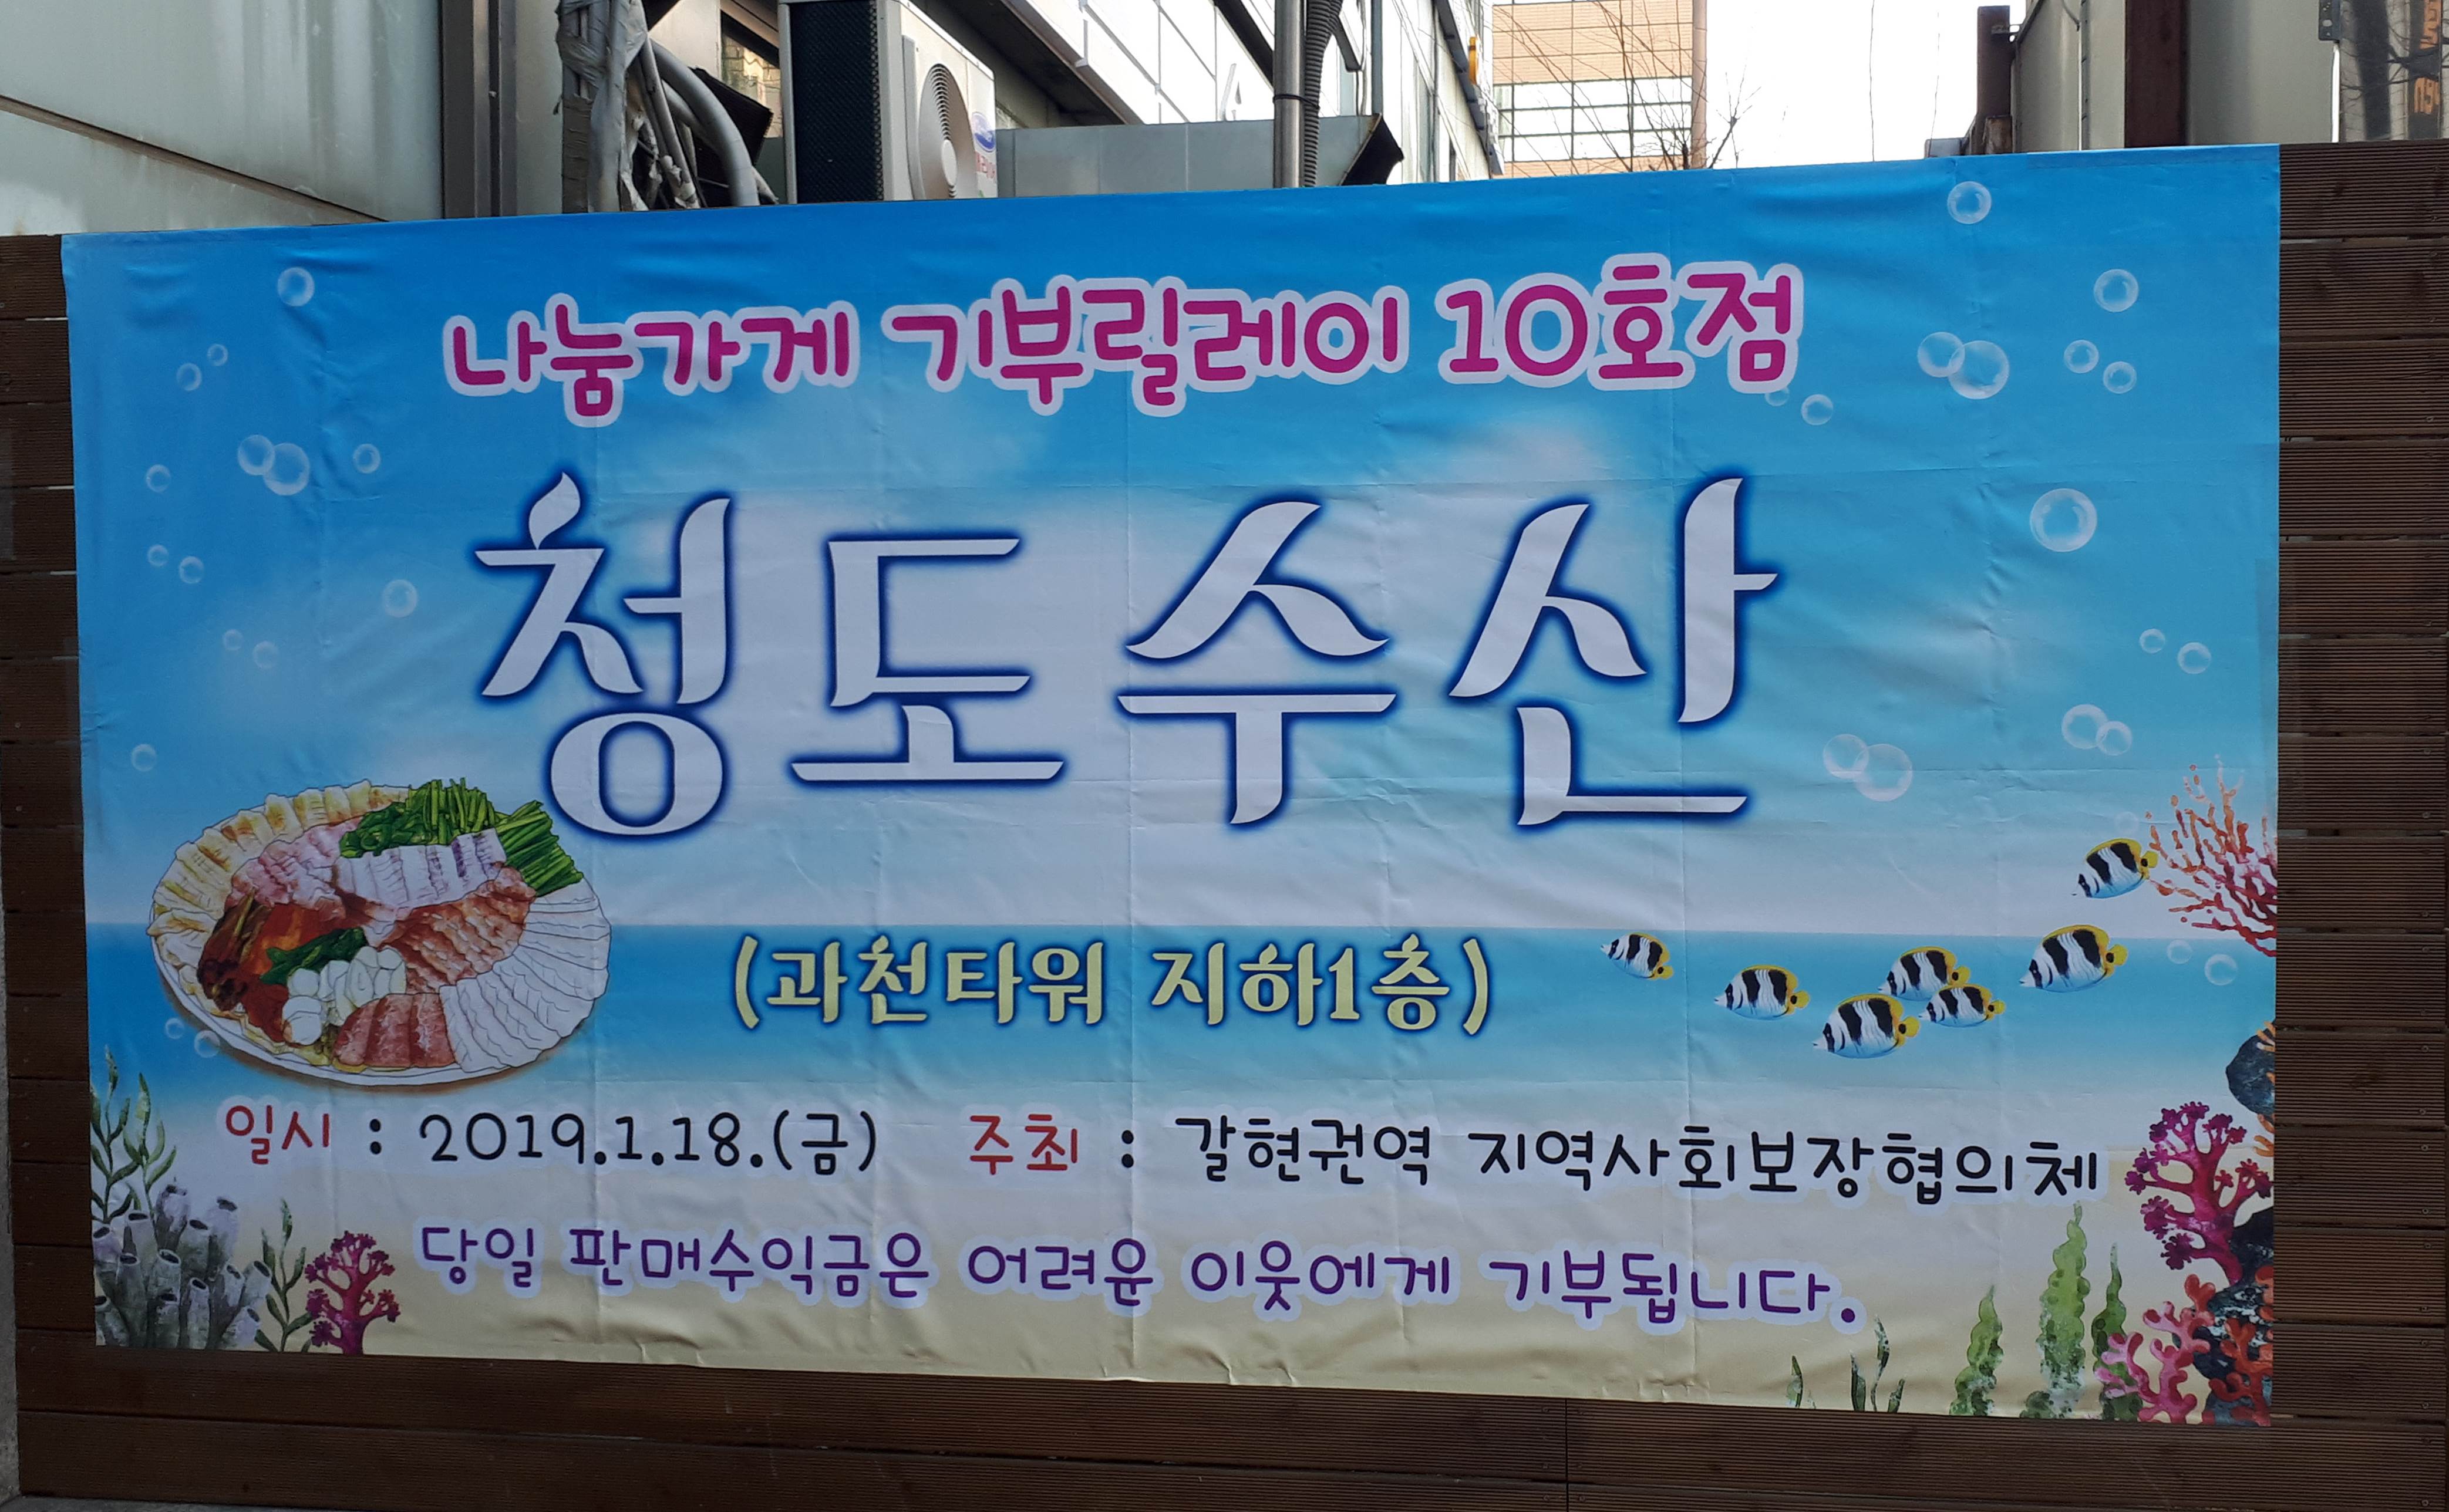 나눔가게 기부릴레이 10호점
청도수산
(과천타워 지하1층)
일시 : 2019.1.18.(금) 주최 : 갈현권역 지역사회보장협의체
당일 판매수익금은 어려운 이웃에게 기부됩니다.